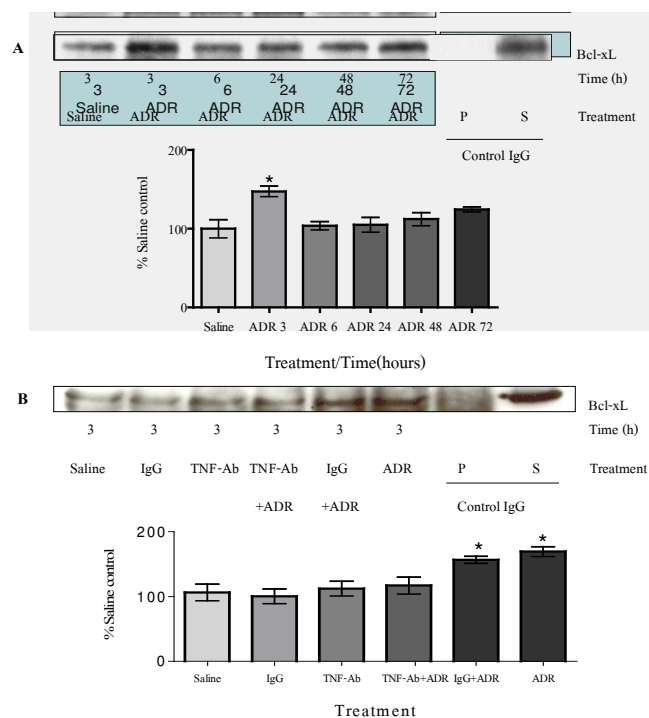 A
Bcl-xL
3 3 6 24 48 72 Time (h)
3 3 6 24 48 72
Saline ADR ADR ADR ADR ADR
Saline ADR ADR ADR ADR ADR P S Treatment
Control IgG
% Saline control
200
100
0
*
Saline ADR 3 ADR 6 ADR 24 ADR 48 ADR 72
Treatment/Time(hours)
B
Bcl-xL
3 3 3 3 3 3 Time (h)
Saline IgG TNF-Ab TNF-Ab IgG ADR P S Treatment
+ADR +ADR Control IgG
% Saline control
200
100
0
* *
Saline IgG TNF-Ab TNF-Ab+ADR IgG+ADR ADR
Treatment